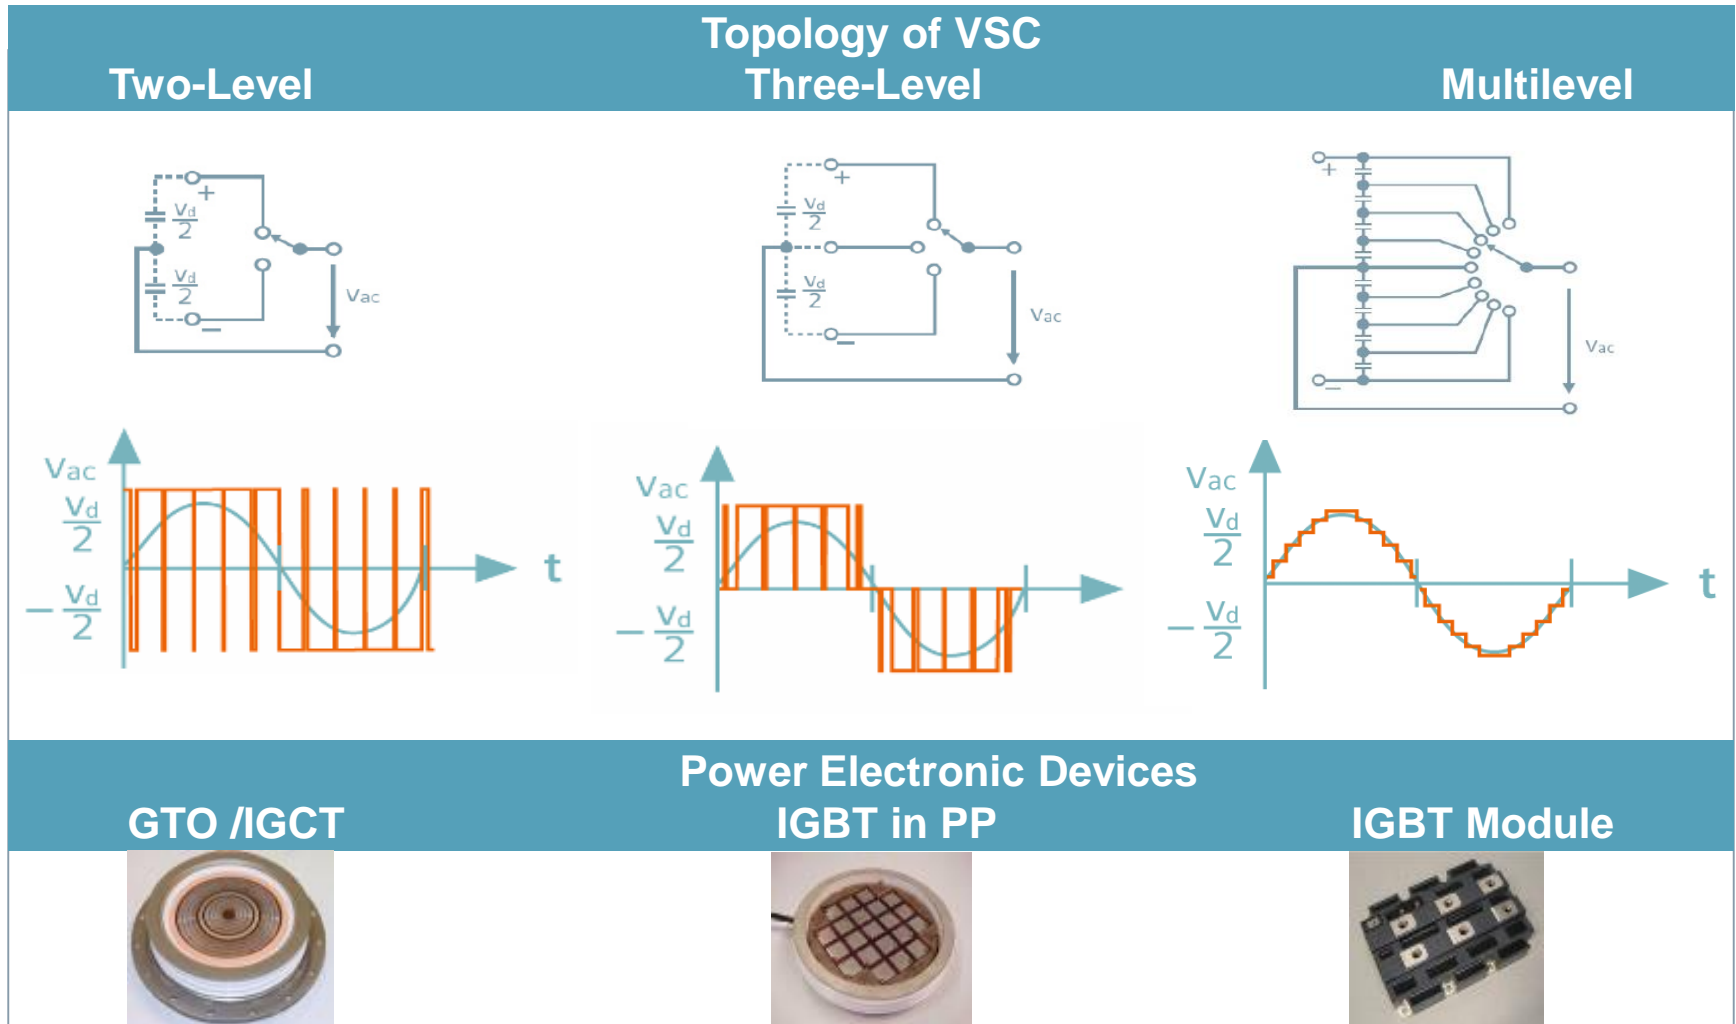 Topology of VSC
Two-Level Three-Level Multilevel
+
Vd
2
Vd
2
−
Vac
+
Vd
2
Vd
2
−
Vac
+
−
Vac
Vac
Vd
2
− Vd
2
t
Vac
Vd
2
− Vd
2
Vac
Vd
2
− Vd
2
t
Power Electronic Devices
GTO /IGCT IGBT in PP IGBT Module